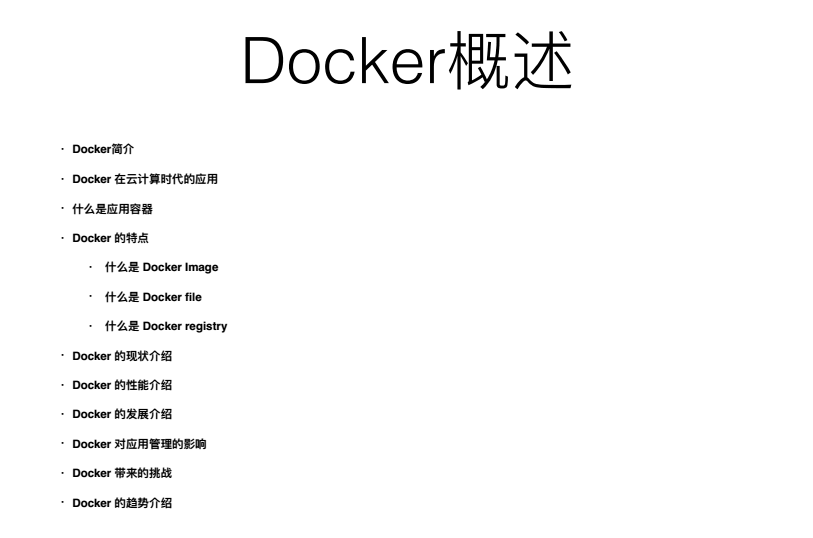 Docker概述
· Docker简介
· Docker 在云计算时代的应用
· 什么是应用容器
· Docker 的特点
· 什么是 Docker Image
· 什么是 Docker file
· 什么是 Docker registry
· Docker 的现状介绍
· Docker 的性能介绍
· Docker 的发展介绍
· Docker 对应用管理的影响
· Docker 带来的挑战
· Docker 的趋势介绍